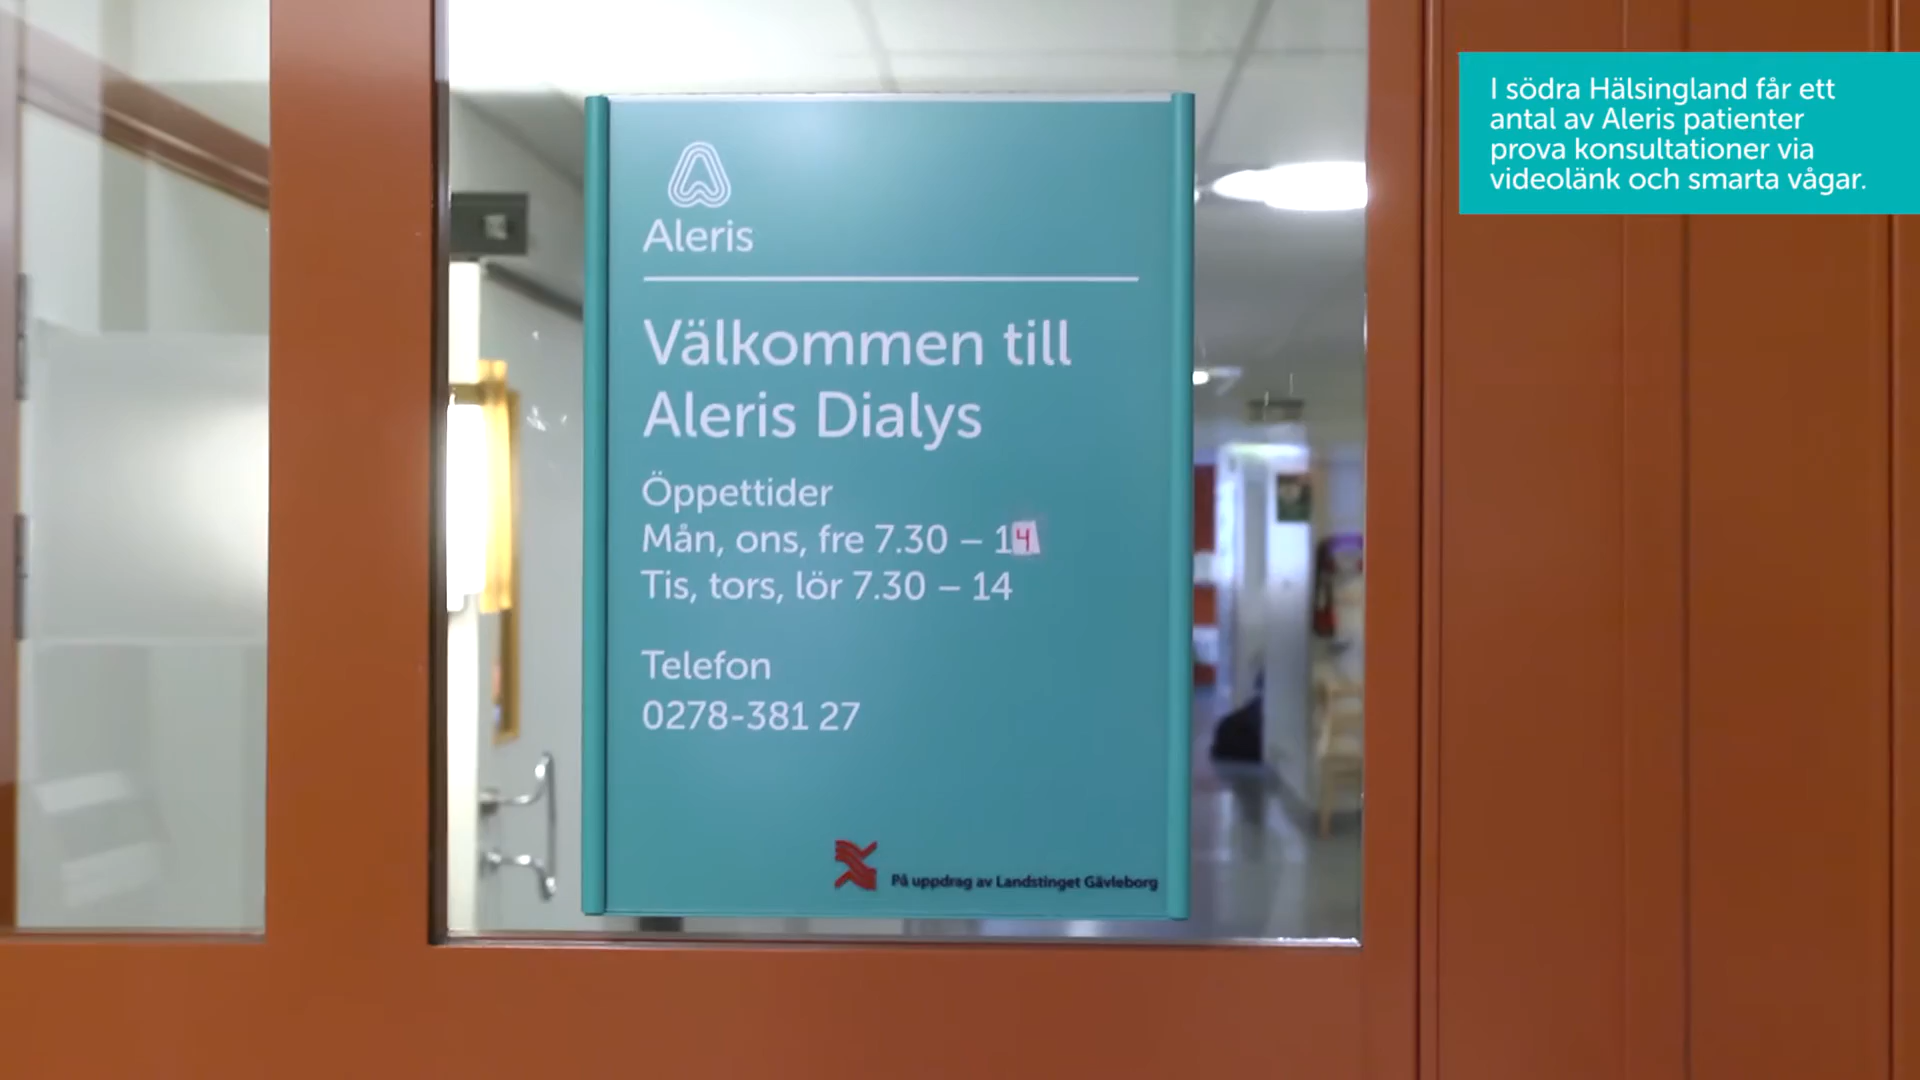 Aleris
Välkommen till
Aleris Dialys
Öppettider
Mån, ons, fre 7.30 – 14
Tis, tors, lör 7.30 – 14
Telefon
0278-381 27
På uppdrag av Landstinget Gävleborg
I södra Hälsingland får ett
antal av Aleris patienter
prova konsultationer via
videolänk och smarta vågar.